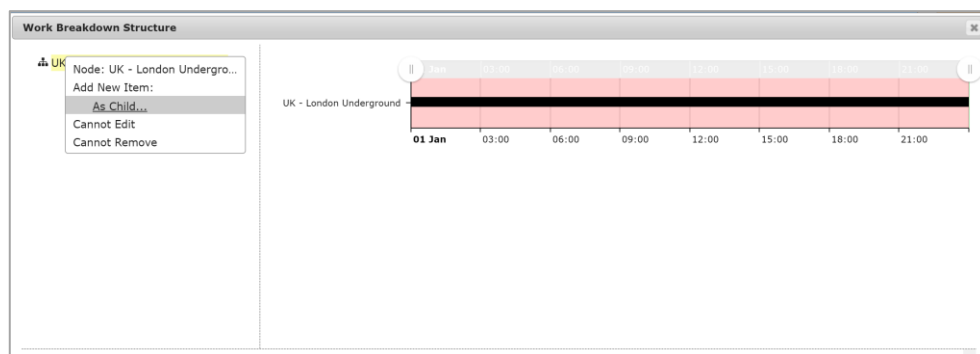 Work Breakdown Structure
UK
Node: UK - London Undergro...
Add New Item:
As Child...
Cannot Edit
Cannot Remove
Jan 03:00 06:00 09:00 12:00 15:00 18:00 21:00
UK - London Underground
01 Jan 03:00 06:00 09:00 12:00 15:00 18:00 21:00